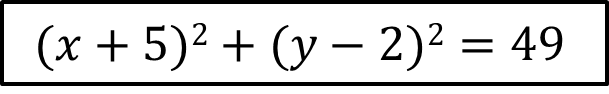 (x + 5)² + (y − 2)² = 49